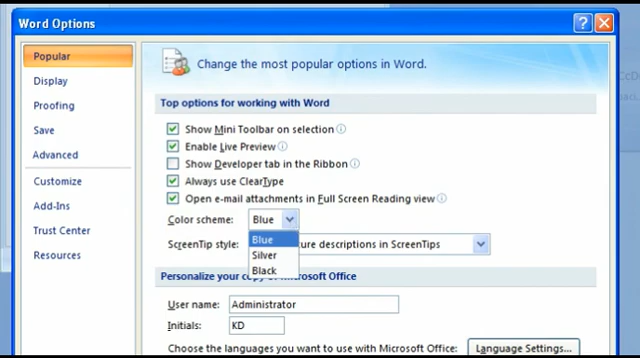 Word Options
Popular
Display
Proofing
Save
Advanced
Customize
Add-Ins
Trust Center
Resources
Change the most popular options in Word.
Top options for working with Word
Show Mini Toolbar on selection
Enable Live Preview
Show Developer tab in the Ribbon
Always use ClearType
Open e-mail attachments in Full Screen Reading view
Color scheme: Blue
Blue
Silver
Black
ScreenTip style: ure descriptions in ScreenTips
Personalize your copy of Microsoft Office
User name: Administrator
Initials: KD
Choose the languages you want to use with Microsoft Office: Language Settings...